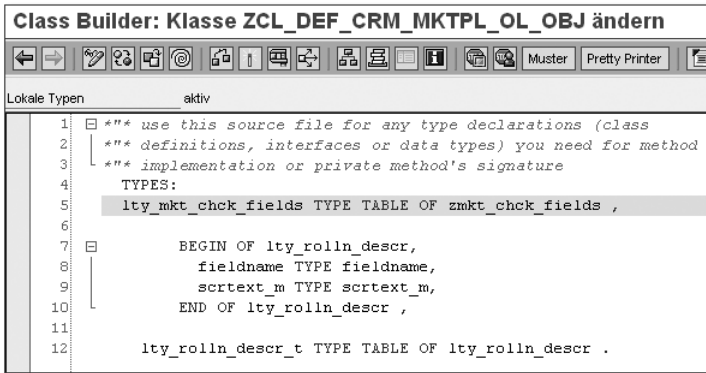 Class Builder: Klasse ZCL_DEF_CRM_MKTPL_OL_OBJ ändern
Muster Pretty Printer
Lokale Typen aktiv
1 *"* use this source file for any type declarations (class
2 *"* definitions, interfaces or data types) you need for method
3 *"* implementation or private method's signature
4 TYPES:
5 lty_mkt_chck_fields TYPE TABLE OF zmkt_chck_fields ,
6
7 BEGIN OF lty_rolln_descr,
8 fieldname TYPE fieldname,
9 scrtext_m TYPE scrtext_m,
10 END OF lty_rolln_descr ,
11
12 lty_rolln_descr_t TYPE TABLE OF lty_rolln_descr .